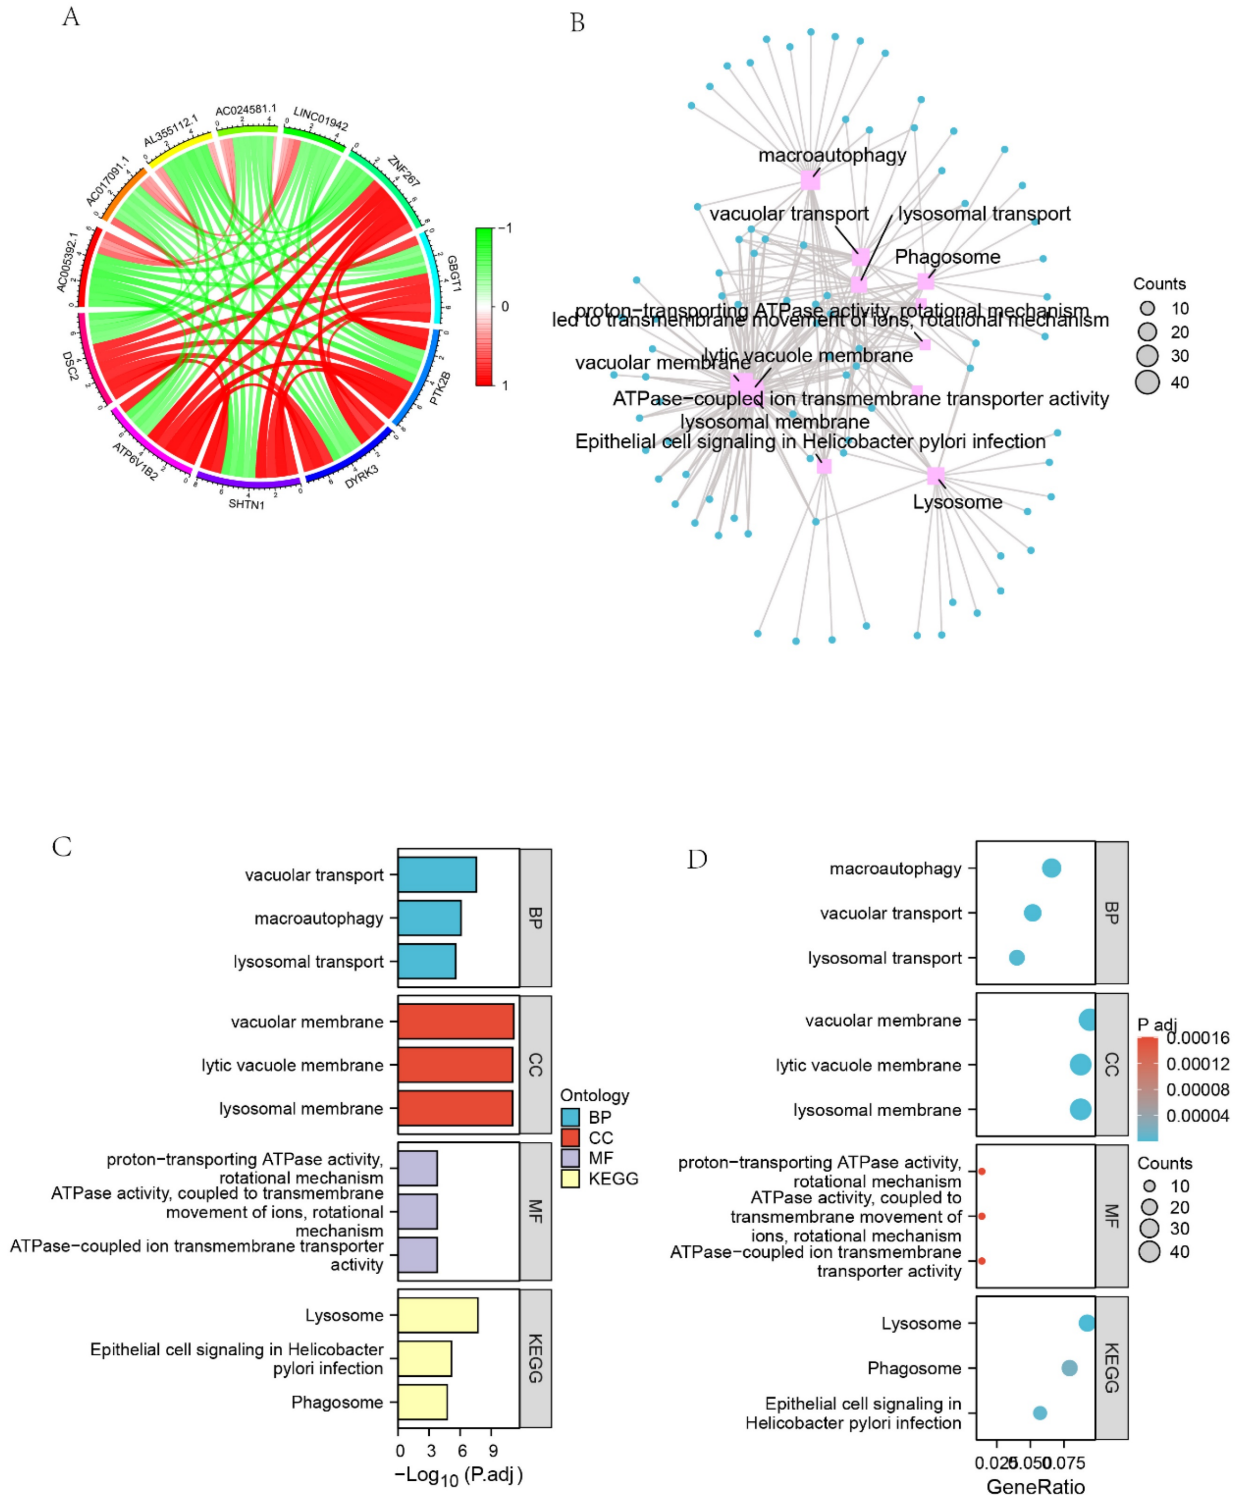 A
AC024581.1
LINC01942
AL355112.1
ZNF267
AC017091.1
GBGT1
AC005392.1
PTK2B
DSC2
DYRK3
ATP6V1B2
SHTN1
−1
0
1
B
macroautophagy
vacuolar transport
lysosomal transport
Phagosome
proton−transporting ATPase activity, rotational mechanism
led to transmembrane movement of ions, rotational mechanism
lytic vacuole membrane
vacuolar membrane
ATPase−coupled ion transmembrane transporter activity
lysosomal membrane
Epithelial cell signaling in Helicobacter pylori infection
Lysosome
Counts
10
20
30
40
C
vacuolar transport
macroautophagy
lysosomal transport
BP
vacuolar membrane
lytic vacuole membrane
lysosomal membrane
CC
proton−transporting ATPase activity,
rotational mechanism
ATPase activity, coupled to transmembrane
movement of ions, rotational
mechanism
ATPase−coupled ion transmembrane transporter
activity
MF
Lysosome
Epithelial cell signaling in Helicobacter
pylori infection
Phagosome
KEGG
0 3 6 9
−Log10 (P.adj)
Ontology
BP
CC
MF
KEGG
D
macroautophagy
vacuolar transport
lysosomal transport
BP
vacuolar membrane
lytic vacuole membrane
lysosomal membrane
CC
proton−transporting ATPase activity,
rotational mechanism
ATPase activity, coupled to
transmembrane movement of
ions, rotational mechanism
ATPase−coupled ion transmembrane
transporter activity
MF
Lysosome
Phagosome
Epithelial cell signaling in
Helicobacter pylori infection
KEGG
0.025 0.050 0.075
GeneRatio
P adj
0.00016
0.00012
0.00008
0.00004
Counts
10
20
30
40